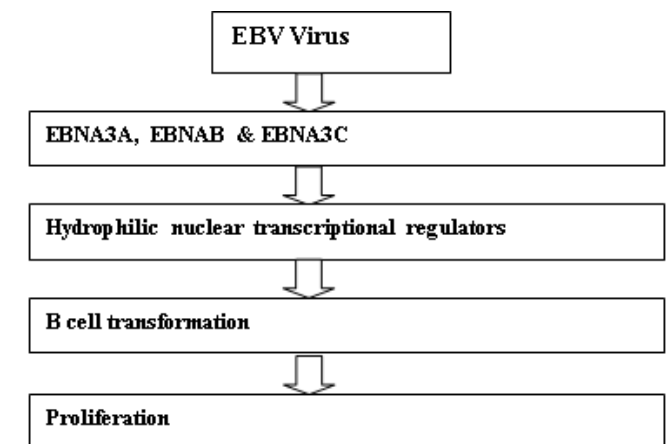 EBV Virus
EBNA3A, EBNAB & EBNA3C
Hydrophilic nuclear transcriptional regulators
B cell transformation
Proliferation